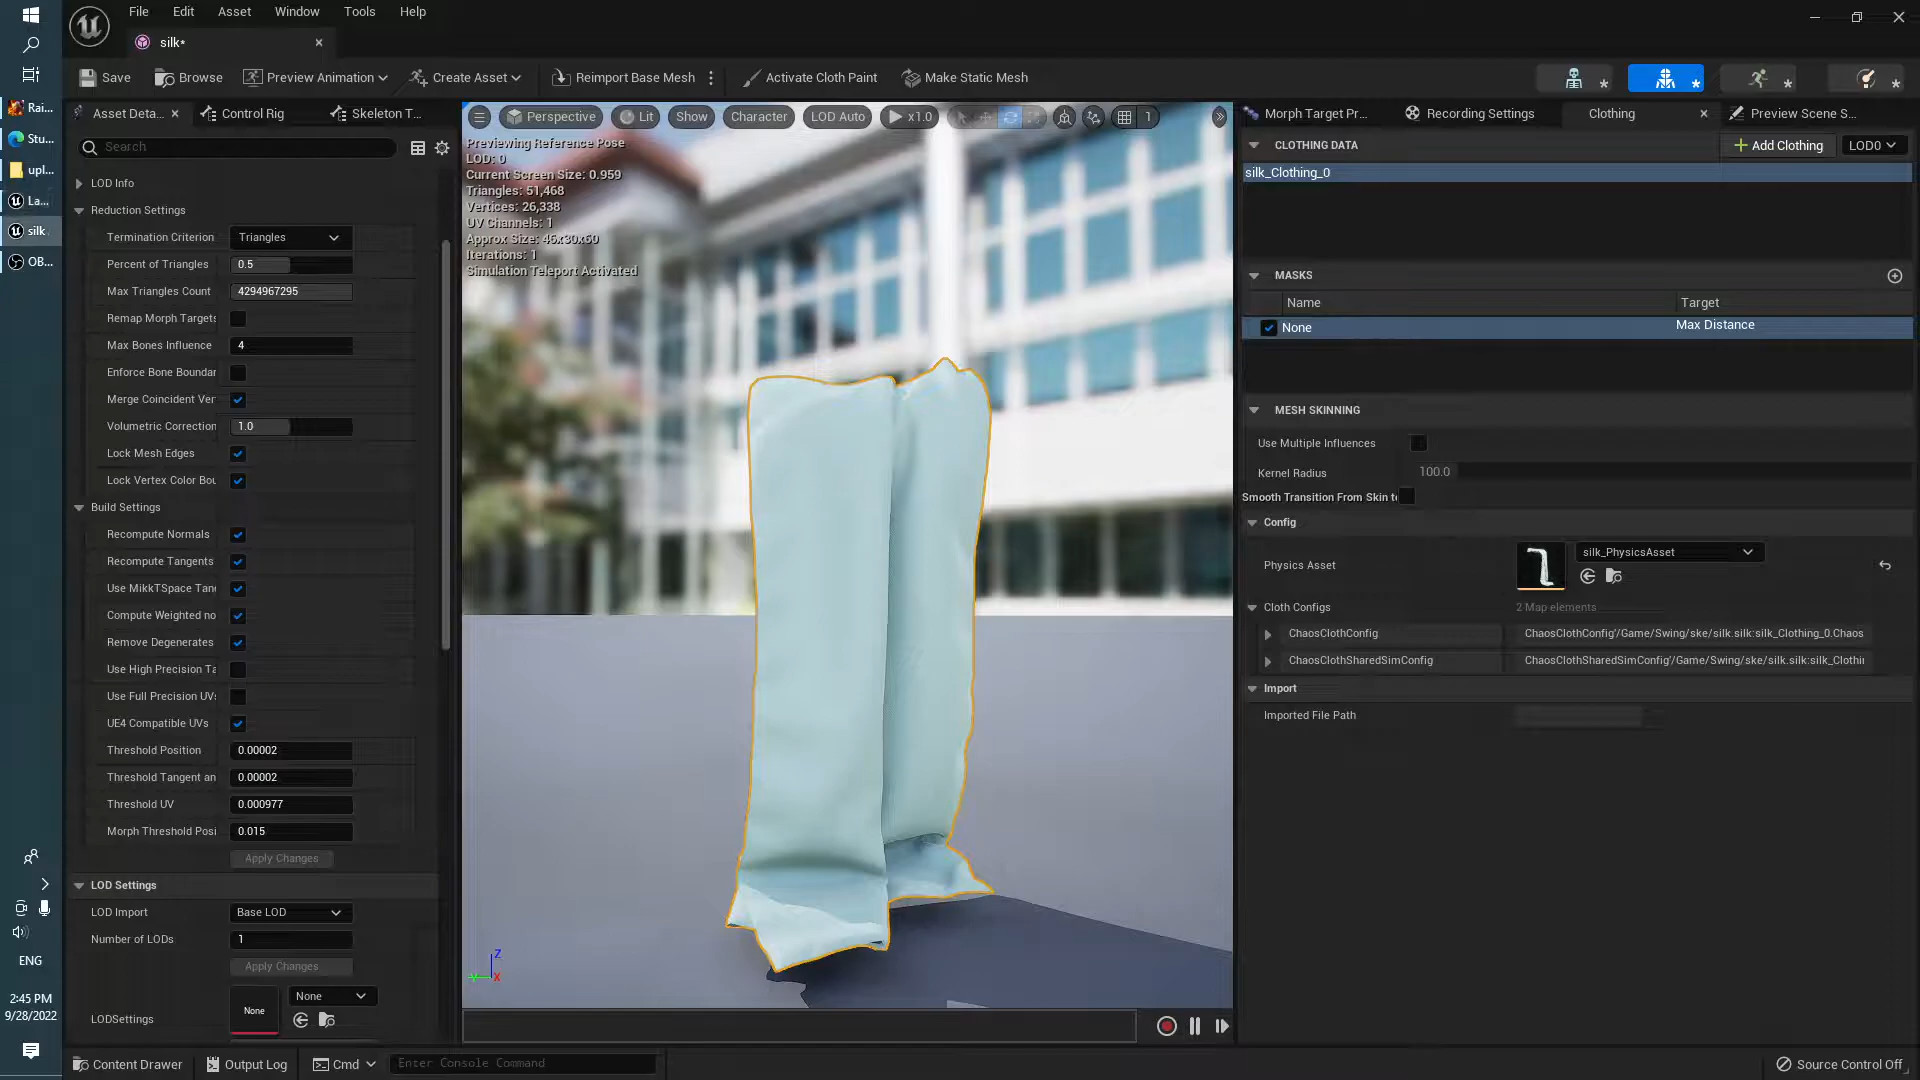 File Edit Asset Window Tools Help
silk*
Save Browse Preview Animation Create Asset Reimport Base Mesh Activate Cloth Paint Make Static Mesh
Rai...
Stu...
upl...
La...
silk
OB...
ENG
2:45 PM
9/28/2022
Asset Deta... Control Rig Skeleton T...
Search
LOD Info
Reduction Settings
Termination Criterion Triangles
Percent of Triangles 0.5
Max Triangles Count 4294967295
Remap Morph Targets
Max Bones Influence 4
Enforce Bone Boundar
Merge Coincident Ver
Volumetric Correction 1.0
Lock Mesh Edges
Lock Vertex Color Bou
Build Settings
Recompute Normals
Recompute Tangents
Use MikkTSpace Tan
Compute Weighted no
Remove Degenerates
Use High Precision Ta
Use Full Precision UV
UE4 Compatible UVs
Threshold Position 0.00002
Threshold Tangent an 0.00002
Threshold UV 0.000977
Morph Threshold Posi 0.015
Apply Changes
LOD Settings
LOD Import Base LOD
Number of LODs 1
Apply Changes
None None
LODSettings
Perspective Lit Show Character LOD Auto x1.0 1
Previewing Reference Pose
LOD: 0
Current Screen Size: 0.959
Triangles: 51,468
Vertices: 26,338
UV Channels: 1
Approx Size: 46x30x60
Iterations: 1
Simulation Teleport Activated
Z
Y X
Morph Target Pr... Recording Settings Clothing Preview Scene S...
CLOTHING DATA Add Clothing LOD0
silk_Clothing_0
MASKS
Name Target
None Max Distance
MESH SKINNING
Use Multiple Influences
Kernel Radius 100.0
Smooth Transition From Skin t
Config
Physics Asset silk_PhysicsAsset
Cloth Configs 2 Map elements
ChaosClothConfig ChaosClothConfig'/Game/Swing/ske/silk.silk:silk_Clothing_0.Chaos
ChaosClothSharedSimConfig ChaosClothSharedSimConfig'/Game/Swing/ske/silk.silk:silk_Clothi
Import
Imported File Path
Content Drawer Output Log Cmd Enter Console Command Source Control Off